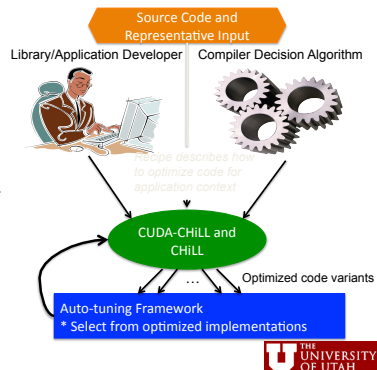 Source Code and
Representative Input
Library/Application Developer
Compiler Decision Algorithm
Recipe describes how
to optimize code for
application context
CUDA-CHiLL and
CHiLL
...
Optimized code variants
Auto-tuning Framework
* Select from optimized implementations
THE
UNIVERSITY
OF UTAH